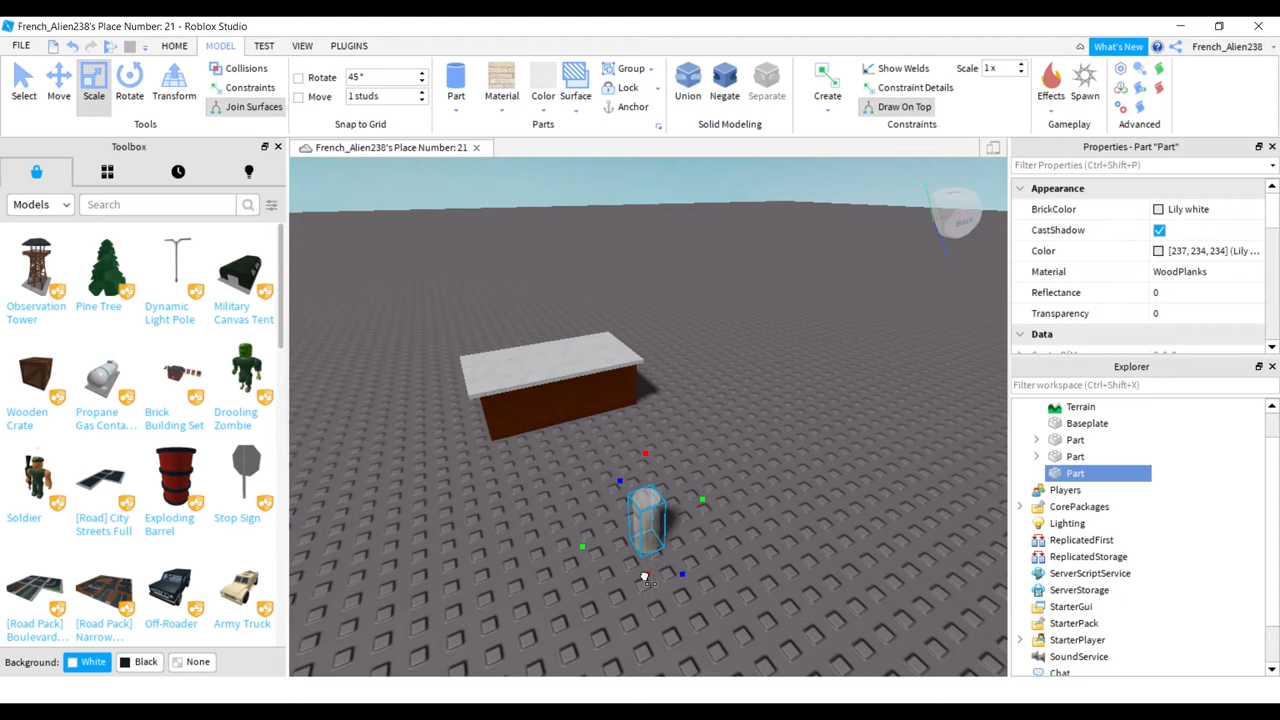 French_Alien238's Place Number: 21 - Roblox Studio
FILE HOME MODEL TEST VIEW PLUGINS What's New French_Alien238
Select Move Scale Rotate Transform
Collisions
Constraints
Join Surfaces
Tools
Rotate 45°
Move 1 studs
Snap to Grid
Part Material Color Surface
Group
Lock
Anchor
Parts
Union Negate Separate
Solid Modeling
Create
Show Welds Scale 1 x
Constraint Details
Draw On Top
Constraints
Effects Spawn
Gameplay
Advanced
Toolbox
Models Search
Observation Tower
Pine Tree
Dynamic Light Pole
Military Canvas Tent
Wooden Crate
Propane Gas Conta...
Brick Building Set
Drooling Zombie
Soldier
[Road] City Streets Full
Exploding Barrel
Stop Sign
[Road Pack] Boulevard...
[Road Pack] Narrow...
Off-Roader
Army Truck
Background: White Black None
French_Alien238's Place Number: 21
Back
Properties - Part "Part"
Filter Properties (Ctrl+Shift+P)
Appearance
BrickColor Lily white
CastShadow
Color [237, 234, 234] (Lily ...
Material WoodPlanks
Reflectance 0
Transparency 0
Data
Explorer
Filter workspace (Ctrl+Shift+X)
Terrain
Baseplate
Part
Part
Part
Players
CorePackages
Lighting
ReplicatedFirst
ReplicatedStorage
ServerScriptService
ServerStorage
StarterGui
StarterPack
StarterPlayer
SoundService
Chat